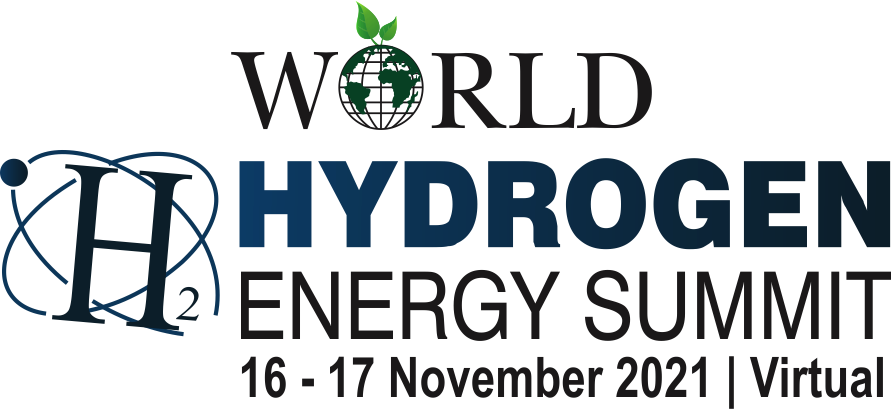 WORLD
H2
HYDROGEN
ENERGY SUMMIT
16 - 17 November 2021 | Virtual